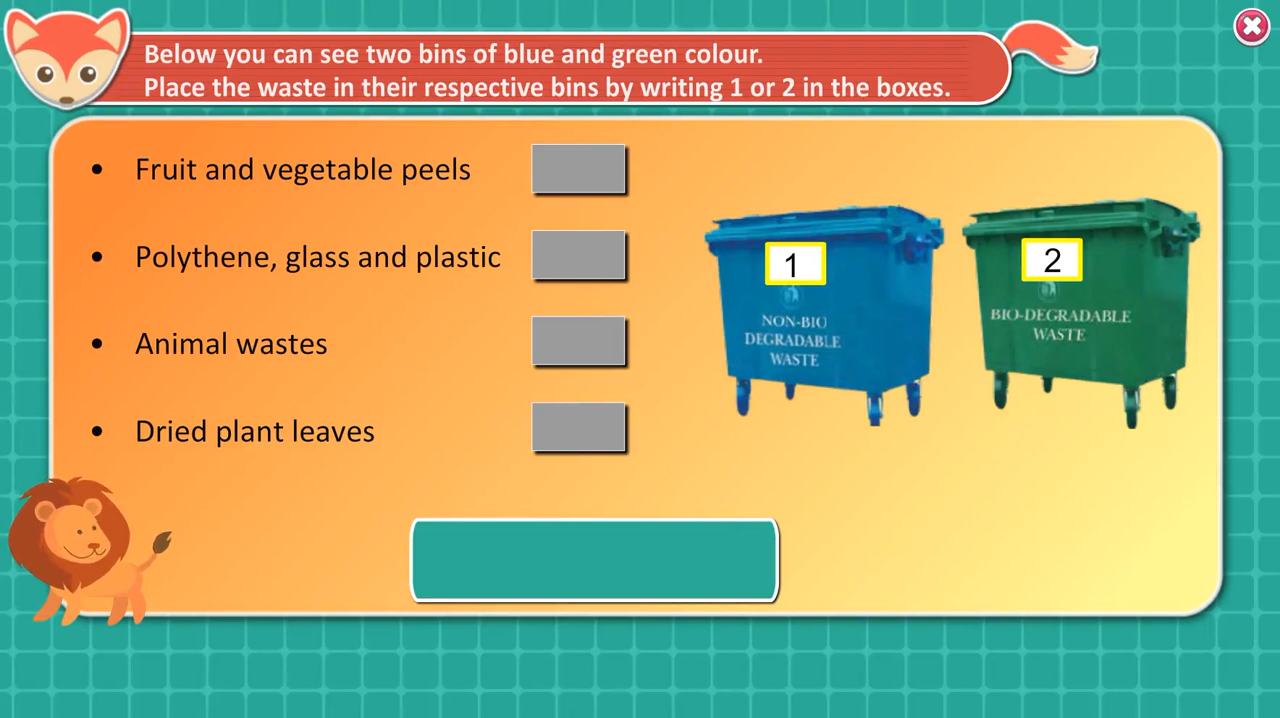 Below you can see two bins of blue and green colour.
Place the waste in their respective bins by writing 1 or 2 in the boxes.
• Fruit and vegetable peels
• Polythene, glass and plastic
• Animal wastes
• Dried plant leaves
1
NON-BIO
DEGRADABLE
WASTE
2
BIO-DEGRADABLE
WASTE